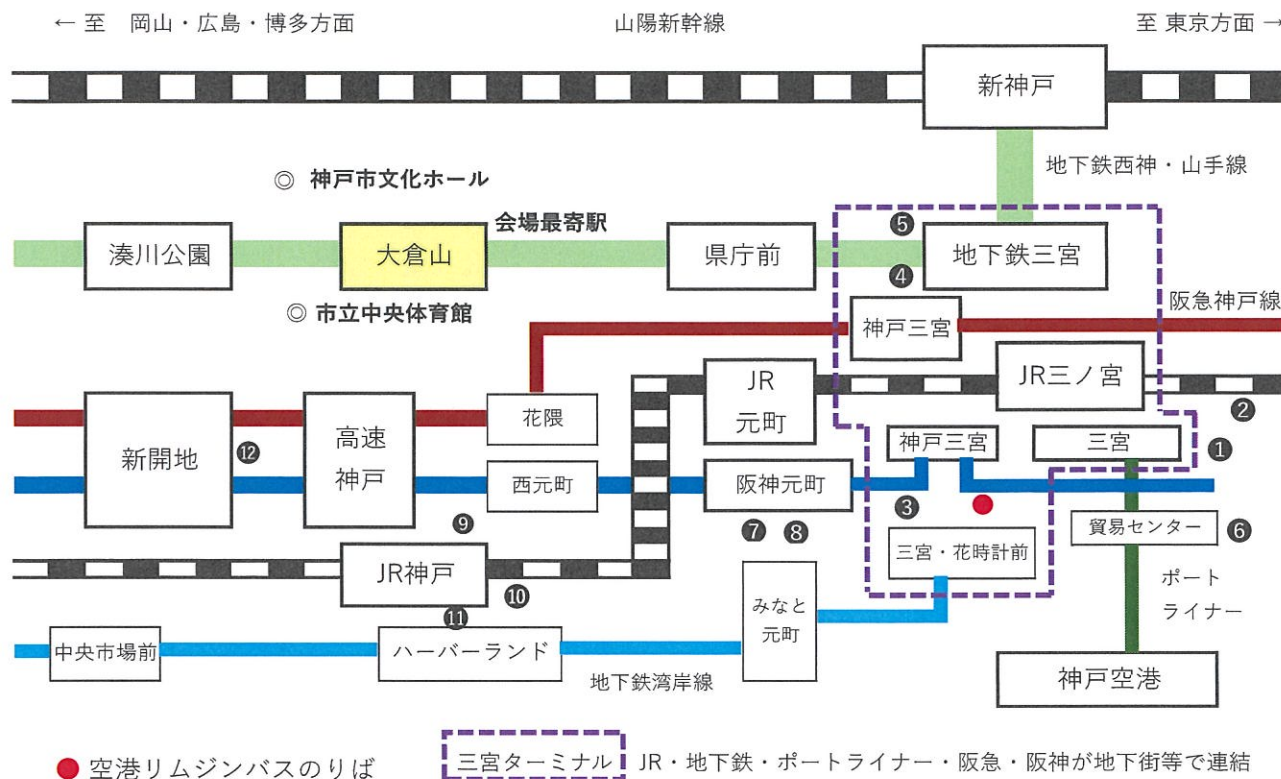 ← 至 岡山・広島・博多方面
山陽新幹線
至 東京方面 →
新神戸
地下鉄西神・山手線
◎ 神戸市文化ホール
会場最寄駅
❺
湊川公園
大倉山
県庁前
地下鉄三宮
❹
◎ 市立中央体育館
阪急神戸線
神戸三宮
JR
元町
JR三ノ宮
❷
花隈
新開地
⓬
高速
神戸
神戸三宮
三宮
❶
西元町
阪神元町
❸
❾
❼
❽
三宮・花時計前
貿易センター
❻
JR神戸
❿
ポート
ライナー
⓫
みなと
元町
中央市場前
ハーバーランド
地下鉄湾岸線
神戸空港
● 空港リムジンバスのりば
三宮ターミナル
JR・地下鉄・ポートライナー・阪急・阪神が地下街等で連結